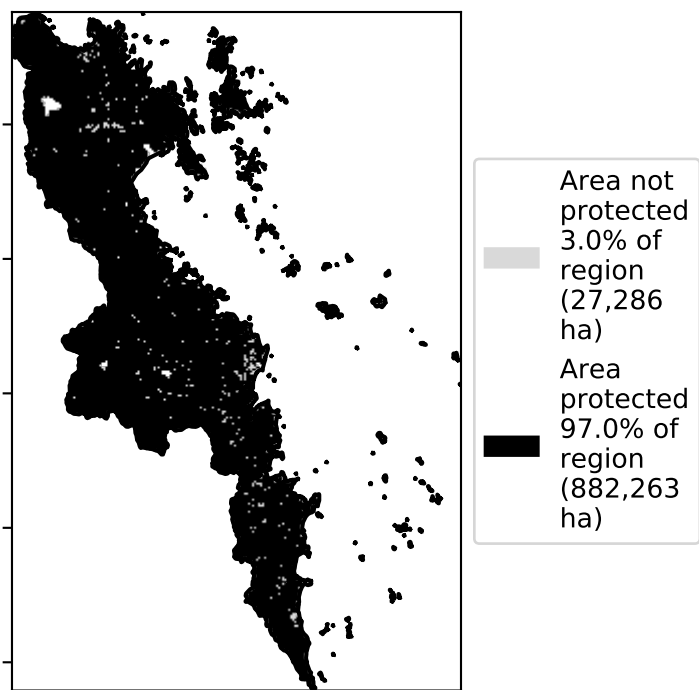 Area not
protected
3.0% of
region
(27,286
ha)
Area
protected
97.0% of
region
(882,263
ha)